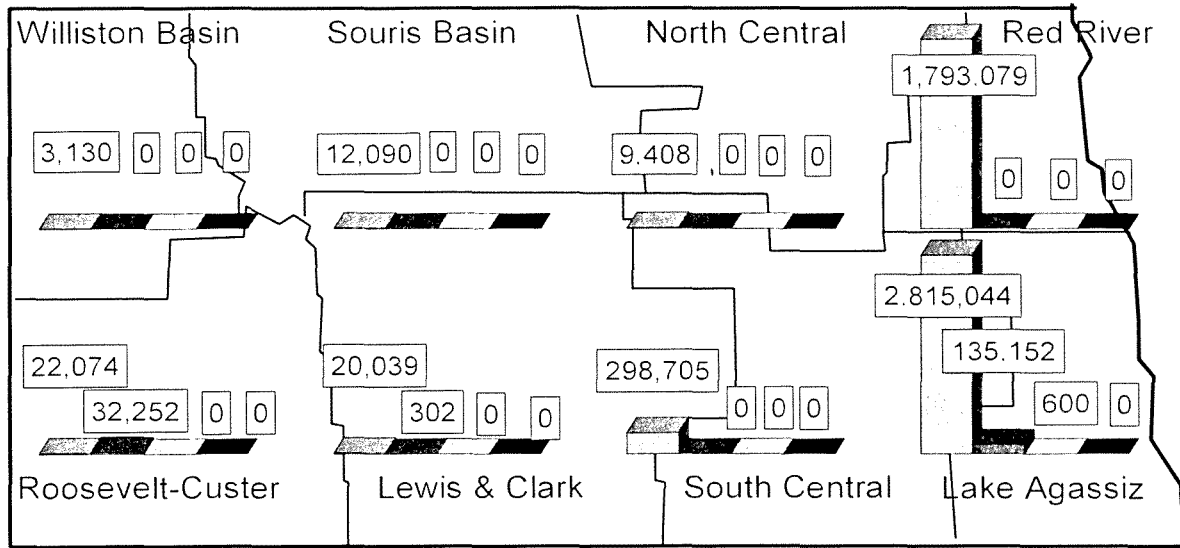 Williston Basin Souris Basin North Central Red River
1,793.079
3,130 0 0 0 12,090 0 0 0 9.408 ,0 0 0 0 0 0
2.815,044
22,074 20,039 298,705 135.152
32,252 0 0 302 0 0 0 0 0 600 0
Roosevelt-Custer Lewis & Clark South Central Lake Agassiz